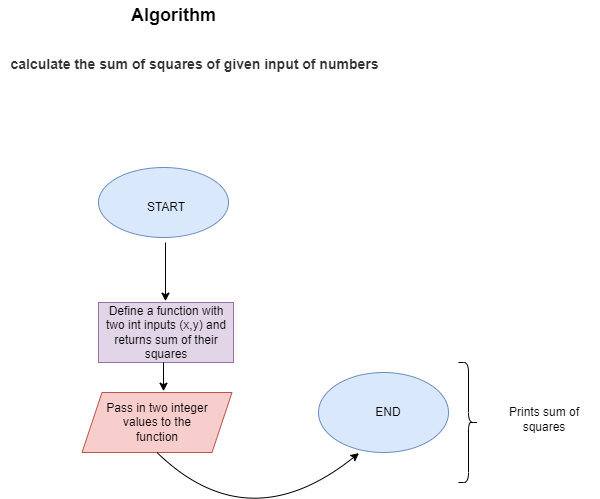 Algorithm
calculate the sum of squares of given input of numbers
START
Define a function with
two int inputs (x,y) and
returns sum of their
squares
Pass in two integer
values to the
function
END
Prints sum of
squares